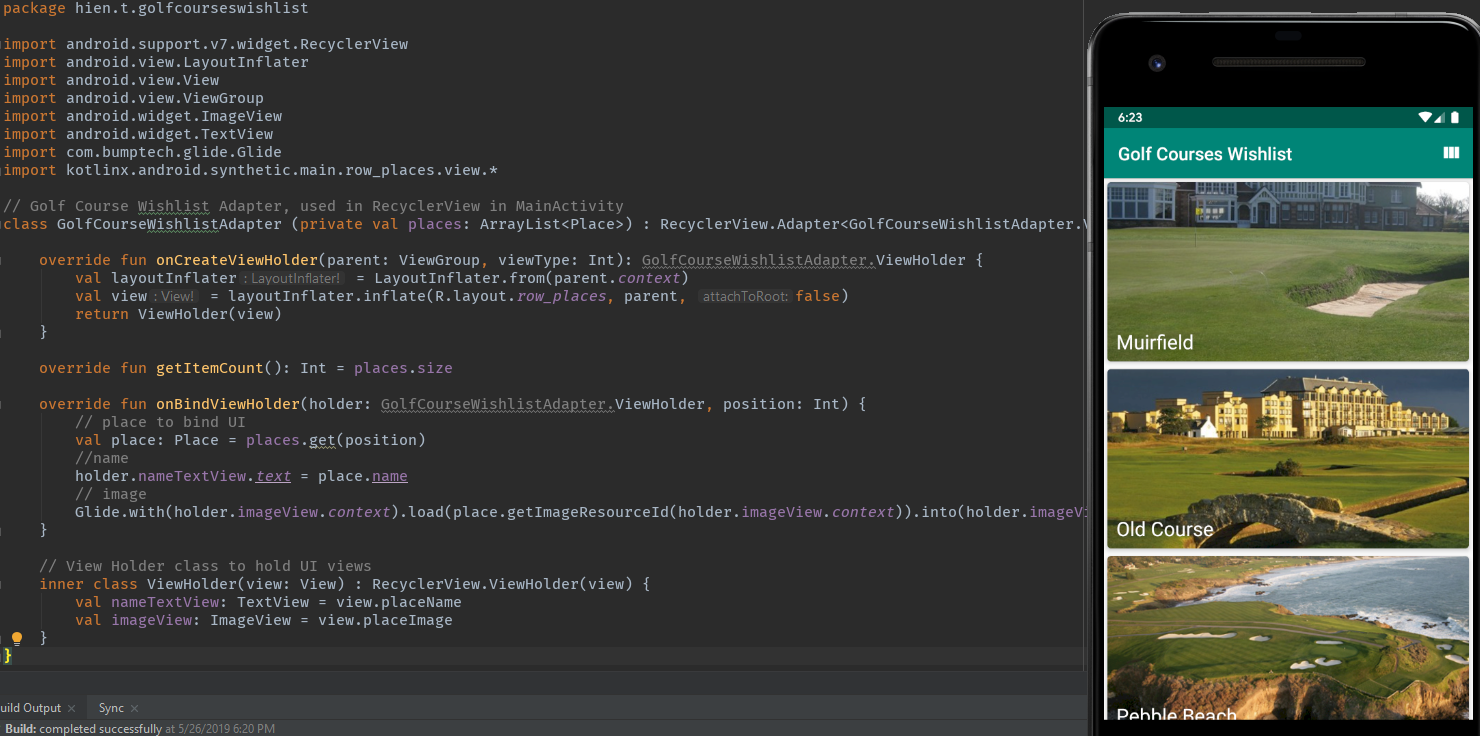 package hien.t.golfcourseswishlist
import android.support.v7.widget.RecyclerView
import android.view.LayoutInflater
import android.view.View
import android.view.ViewGroup
import android.widget.ImageView
import android.widget.TextView
import com.bumptech.glide.Glide
import kotlinx.android.synthetic.main.row_places.view.*
// Golf Course Wishlist Adapter, used in RecyclerView in MainActivity
class GolfCourseWishlistAdapter (private val places: ArrayList<Place>) : RecyclerView.Adapter<GolfCourseWishlistAdapter.
override fun onCreateViewHolder(parent: ViewGroup, viewType: Int): GolfCourseWishlistAdapter.ViewHolder {
val layoutInflater : LayoutInflater! = LayoutInflater.from(parent.context)
val view : View! = layoutInflater.inflate(R.layout.row_places, parent, attachToRoot: false)
return ViewHolder(view)
}
override fun getItemCount(): Int = places.size
override fun onBindViewHolder(holder: GolfCourseWishlistAdapter.ViewHolder, position: Int) {
// place to bind UI
val place: Place = places.get(position)
//name
holder.nameTextView.text = place.name
// image
Glide.with(holder.imageView.context).load(place.getImageResourceId(holder.imageView.context)).into(holder.imageVi
}
// View Holder class to hold UI views
inner class ViewHolder(view: View) : RecyclerView.ViewHolder(view) {
val nameTextView: TextView = view.placeName
val imageView: ImageView = view.placeImage
}
}
uild Output
Sync
Build: completed successfully at 5/26/2019 6:20 PM
6:23
Golf Courses Wishlist
Muirfield
Old Course
Pebble Beach